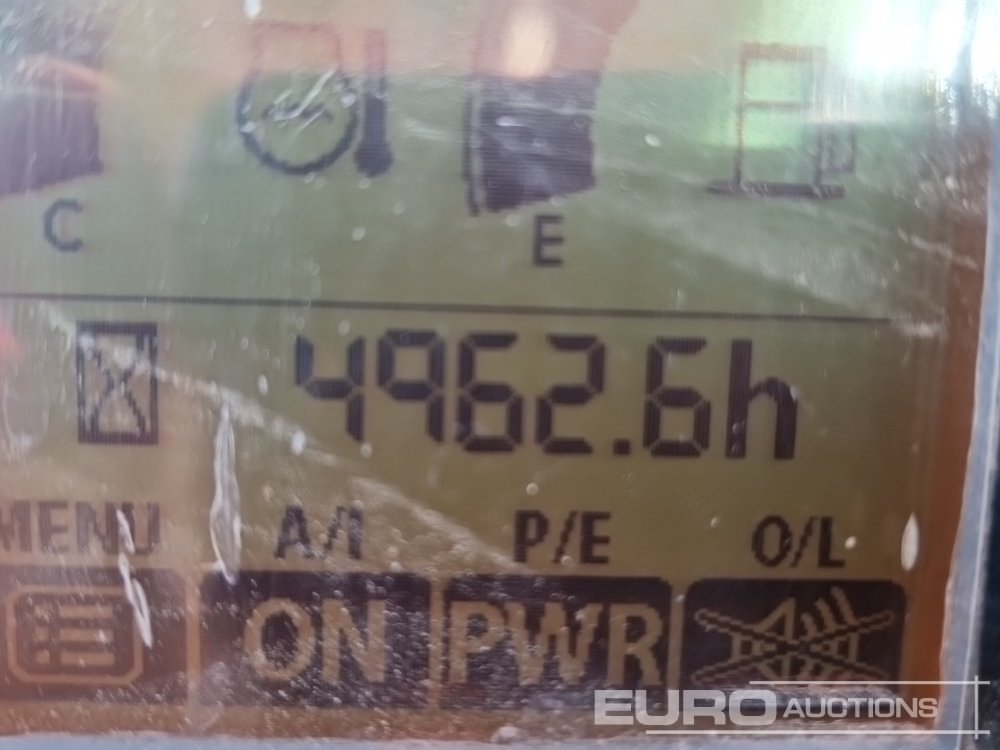 C
E
4962.6h
MENU A/I P/E O/L
ON PWR
EURO AUCTIONS